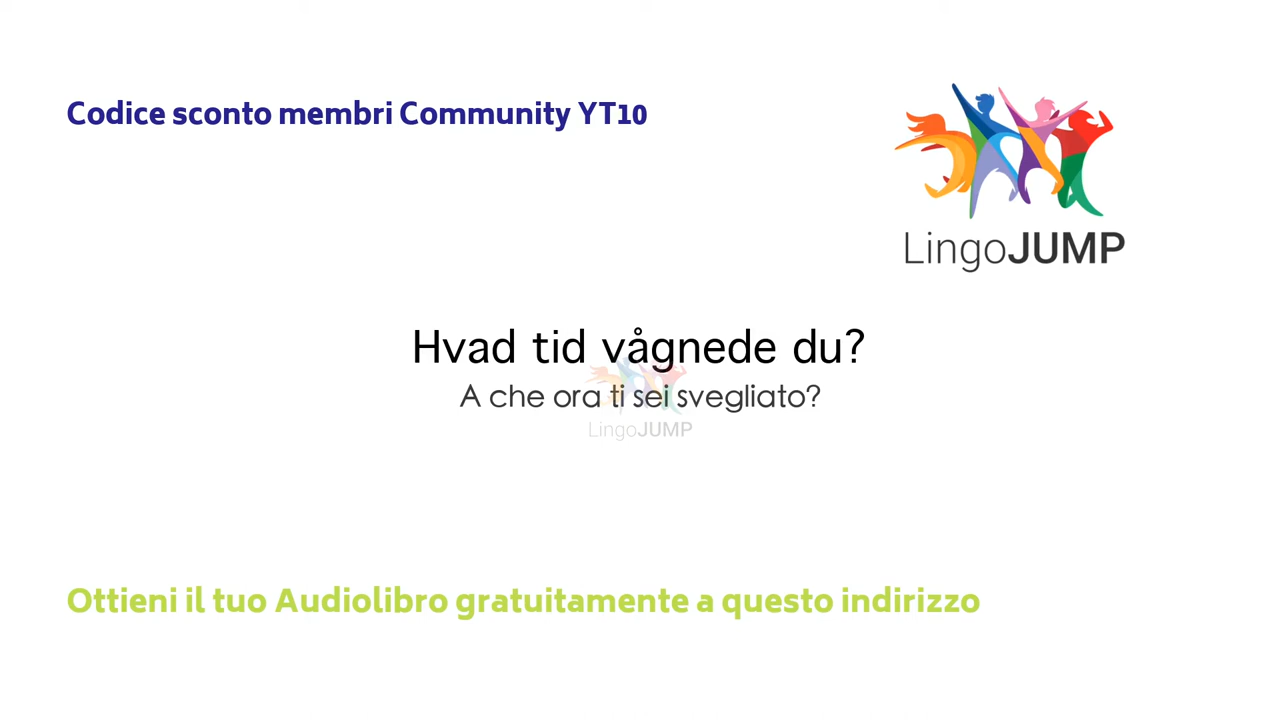 Codice sconto membri Community YT10
LingoJUMP
Hvad tid vågnede du?
A che ora ti sei svegliato?
LingoJUMP
Ottieni il tuo Audiolibro gratuitamente a questo indirizzo